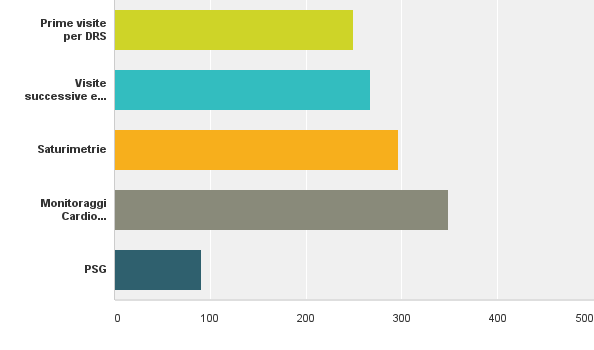 Prime visite
per DRS
Visite
successive e...
Saturimetrie
Monitoraggi
Cardio...
PSG
0 100 200 300 400 500